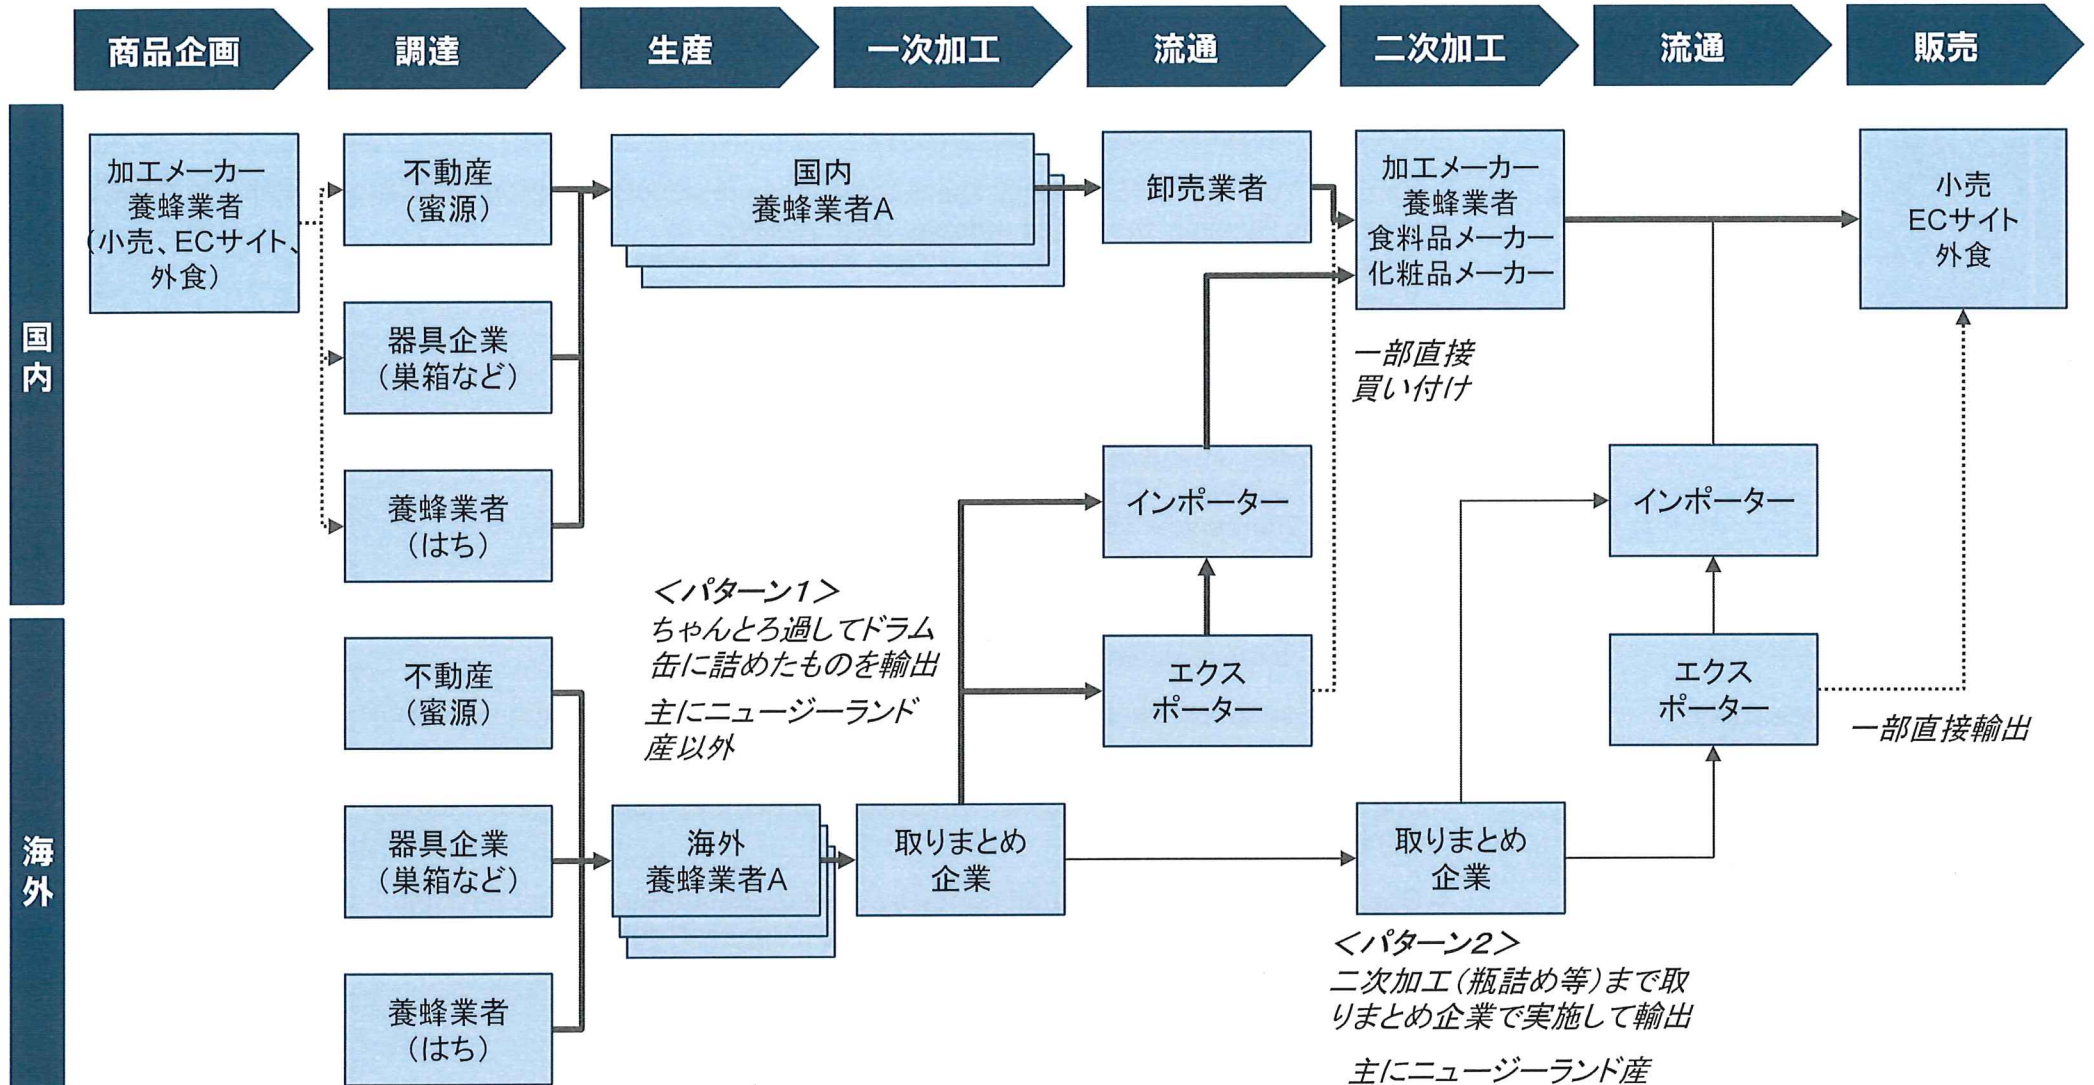 商品企画
調達
生産
一次加工
流通
二次加工
流通
販売
国内
加工メーカー
養蜂業者
(小売、ECサイト、
外食)
不動産
(蜜源)
器具企業
(巣箱など)
養蜂業者
(はち)
国内
養蜂業者A
卸売業者
加工メーカー
養蜂業者
食料品メーカー
化粧品メーカー
小売
ECサイト
外食
一部直接
買い付け
インポーター
インポーター
<パターン1>
ちゃんとろ過してドラム
缶に詰めたものを輸出
主にニュージーランド
産以外
海外
不動産
(蜜源)
器具企業
(巣箱など)
養蜂業者
(はち)
海外
養蜂業者A
取りまとめ
企業
エクス
ポーター
取りまとめ
企業
エクス
ポーター
一部直接輸出
<パターン2>
二次加工(瓶詰め等)まで取
りまとめ企業で実施して輸出
主にニュージーランド産